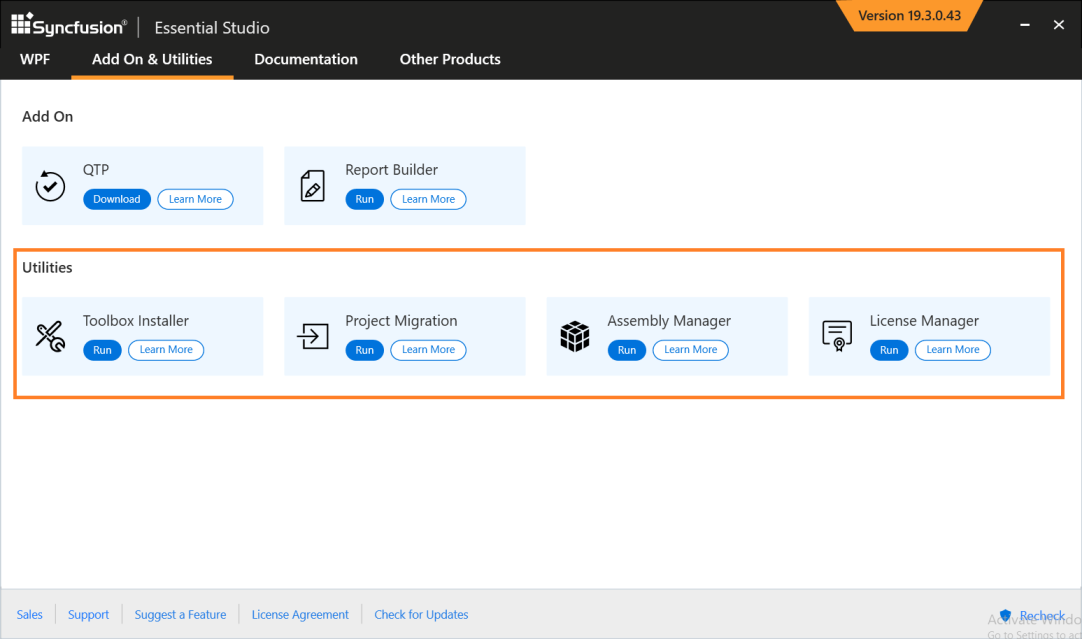 Syncfusion® | Essential Studio
Version 19.3.0.43
WPF Add On & Utilities Documentation Other Products
Add On
QTP
Download Learn More
Report Builder
Run Learn More
Utilities
Toolbox Installer
Run Learn More
Project Migration
Run Learn More
Assembly Manager
Run Learn More
License Manager
Run Learn More
Sales Support Suggest a Feature License Agreement Check for Updates
Recheck
Activate Windo
Go to Settings to act